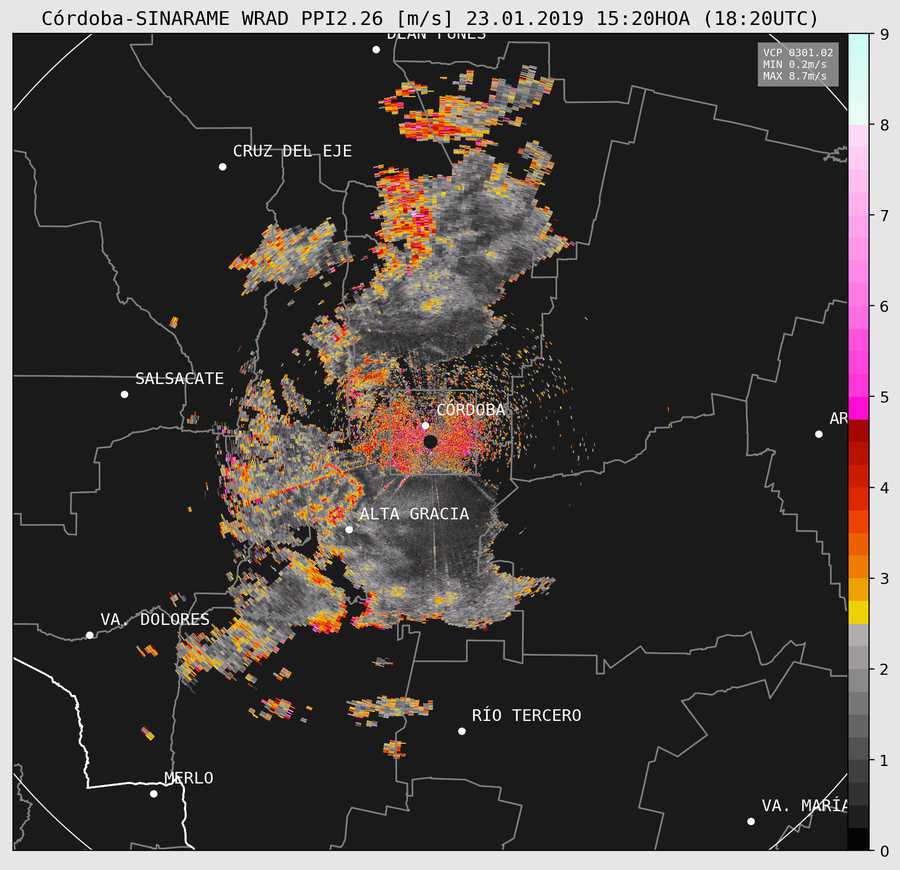 Córdoba-SINARAME WRAD PPI2.26 [m/s] 23.01.2019 15:20HOA (18:20UTC)
DEAN FUNES
VCP 0301.02
MIN 0.2m/s
MAX 8.7m/s
CRUZ DEL EJE
SALSACATE
CÓRDOBA
AR
ALTA GRACIA
VA. DOLORES
RÍO TERCERO
MERLO
VA. MARÍA
9
8
7
6
5
4
3
2
1
0